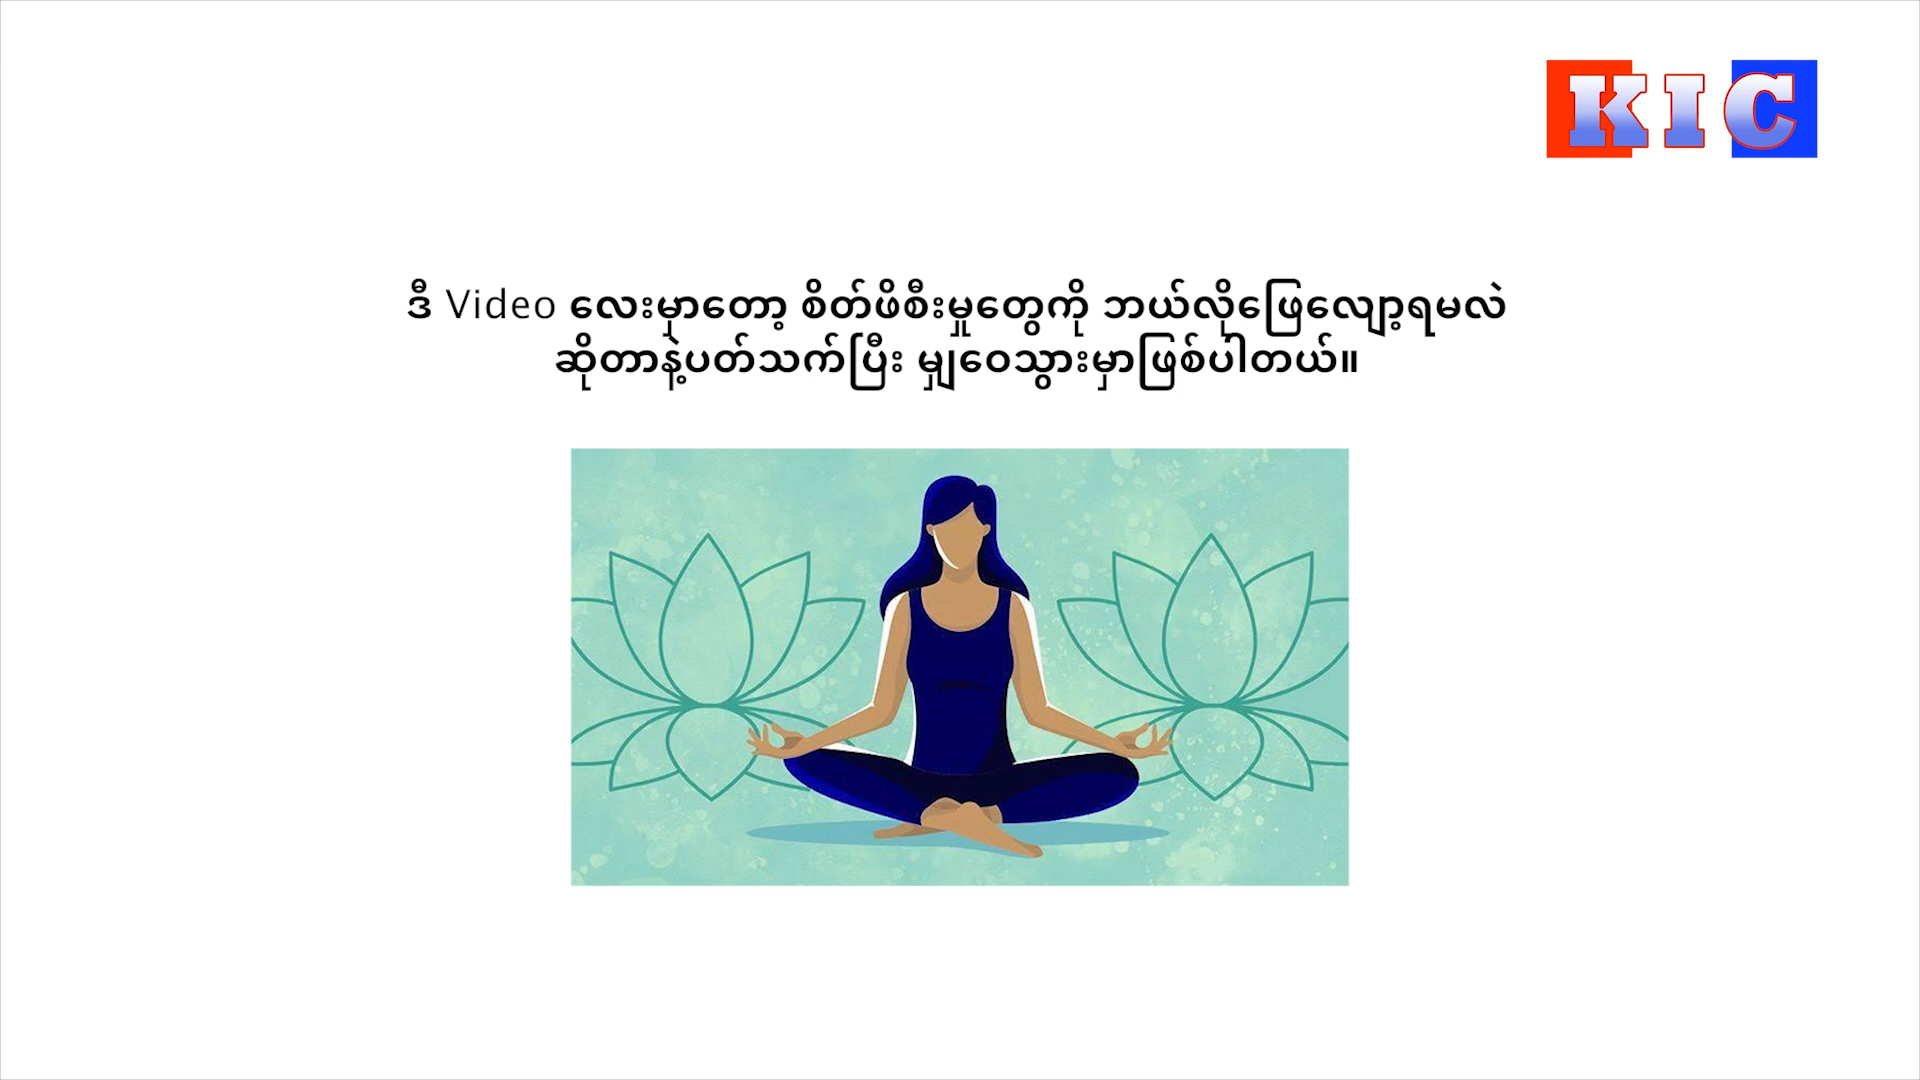 KIC
ဒီ Video လေးမှာတော့ စိတ်ဖိစီးမှုတွေကို ဘယ်လိုဖြေလျော့ရမလဲ
ဆိုတာနဲ့ပတ်သက်ပြီး မျှဝေသွားမှာဖြစ်ပါတယ်။